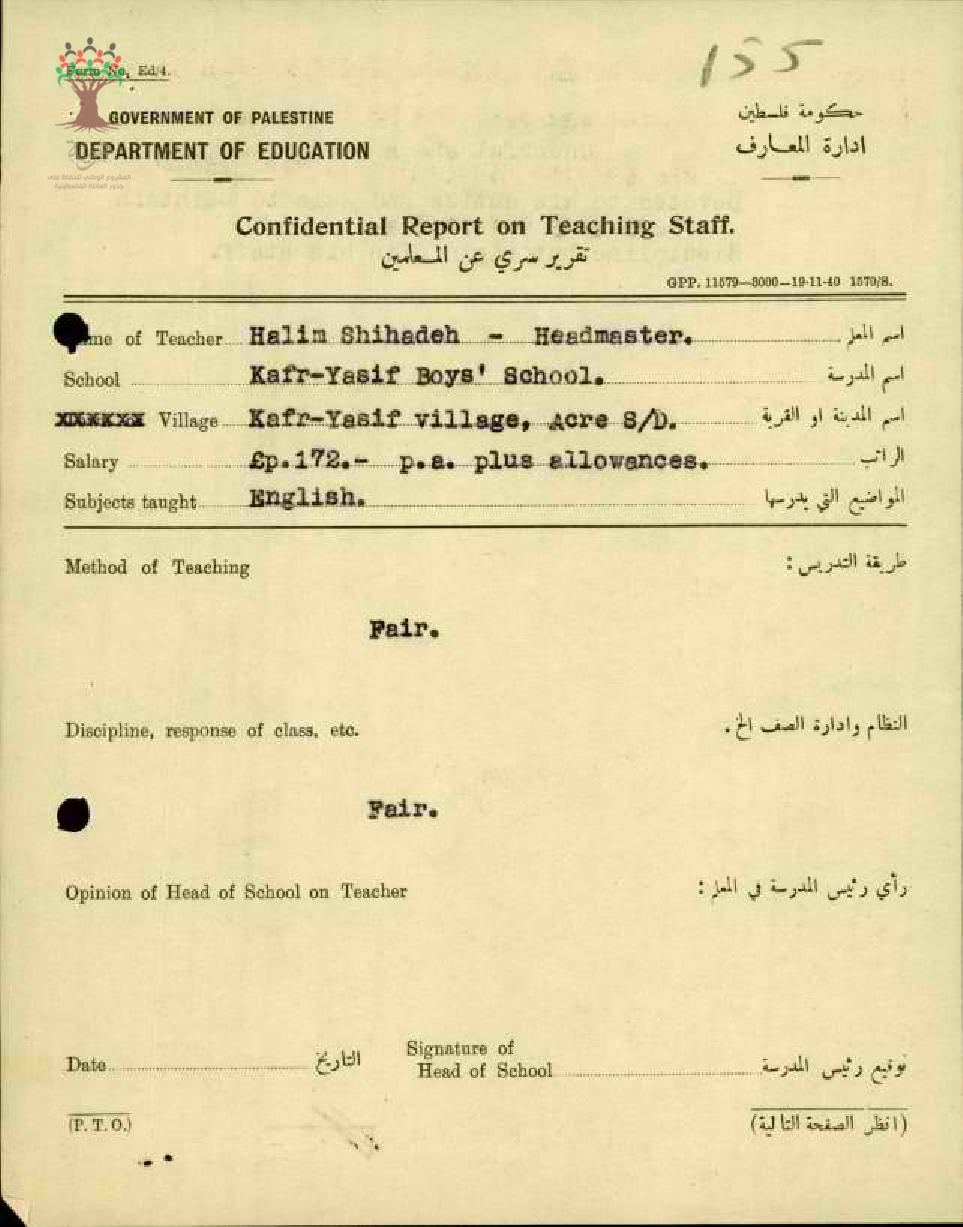 155
Form No. Ed/4.
GOVERNMENT OF PALESTINE
حكومة فلسطين
DEPARTMENT OF EDUCATION
ادارة المعارف
Confidential Report on Teaching Staff.
تقرير سري عن المعلمين
GPP. 11579—3000—19-11-40 1570/S.
Name of Teacher Halim Shihadeh - Headmaster. اسم المعلم
School Kafr-Yasif Boys' School. اسم المدرسة
Village Kafr-Yasif village, Acre S/D. اسم المدينة او القرية
Salary £p.172.- p.a. plus allowances. الراتب
Subjects taught English. المواضيع التي يدرسها
Method of Teaching طريقة التدريس :
Fair.
Discipline, response of class, etc. النظام وادارة الصف الخ .
Fair.
Opinion of Head of School on Teacher رأي رئيس المدرسة في المعلم :
Date التاريخ Signature of
Head of School توقيع رئيس المدرسة
(P. T. O.) (انظر الصفحة التالية)